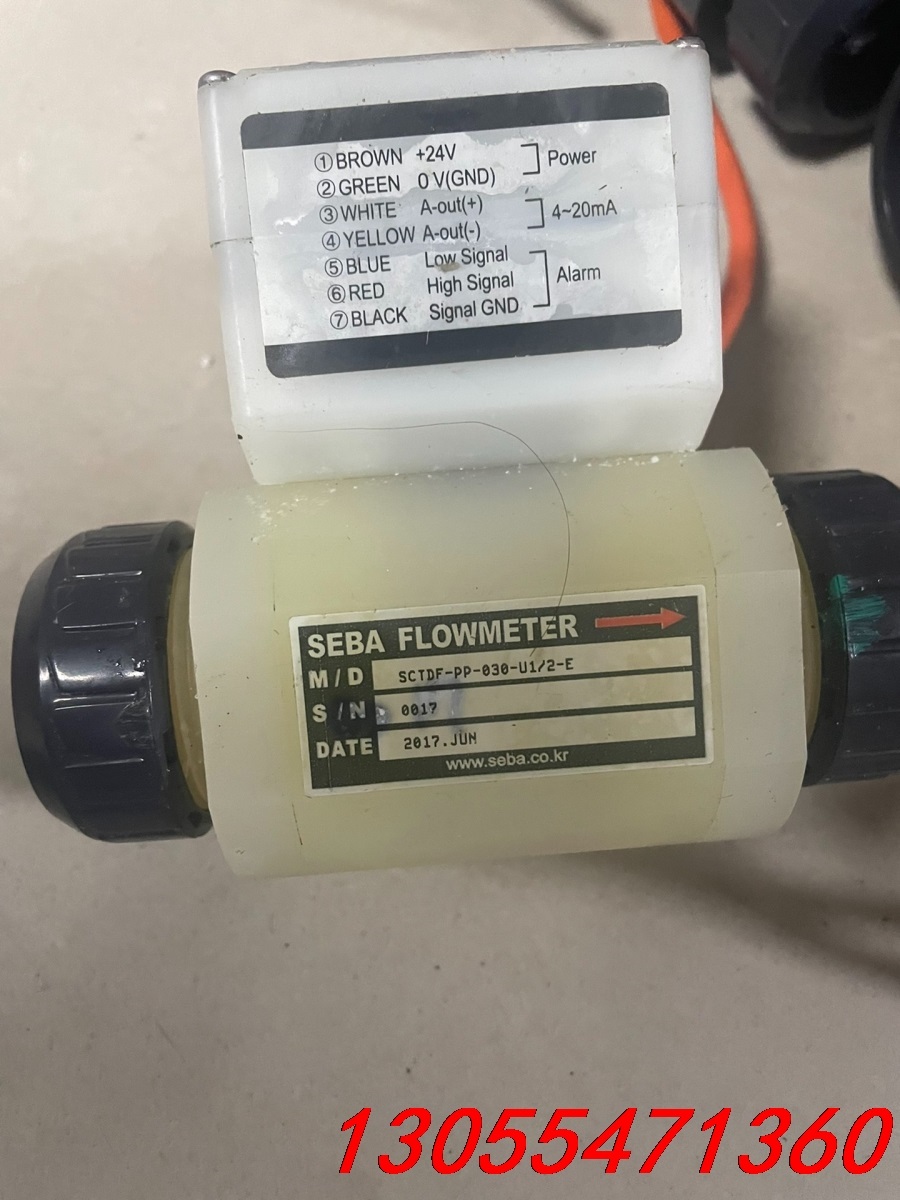 ①BROWN +24V Power
②GREEN 0 V(GND)
③WHITE A-out(+) 4~20mA
④YELLOW A-out(-)
⑤BLUE Low Signal
⑥RED High Signal Alarm
⑦BLACK Signal GND
SEBA FLOWMETER
M/D SCTDF-PP-030-U1/2-E
S/N 0017
DATE 2017.JUN
www.seba.co.kr
13055471360